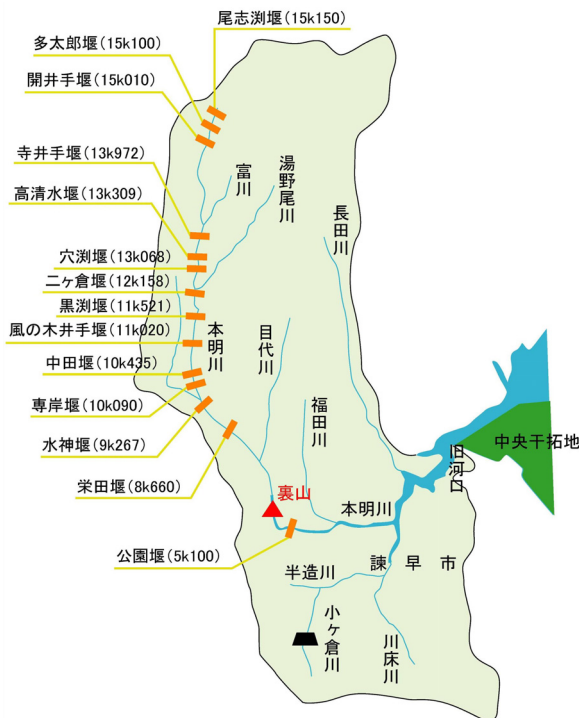 尾志渕堰(15k150)
多太郎堰(15k100)
開井手堰(15k010)
寺井手堰(13k972)
高清水堰(13k309)
穴渕堰(13k068)
二ヶ倉堰(12k158)
黒渕堰(11k521)
風の木井手堰(11k020)
中田堰(10k435)
専岸堰(10k090)
水神堰(9k267)
栄田堰(8k660)
公園堰(5k100)
富川
湯野尾川
長田川
本明川
目代川
福田川
裏山
本明川
旧河口
中央干拓地
諫早市
半造川
小ヶ倉川
川床川